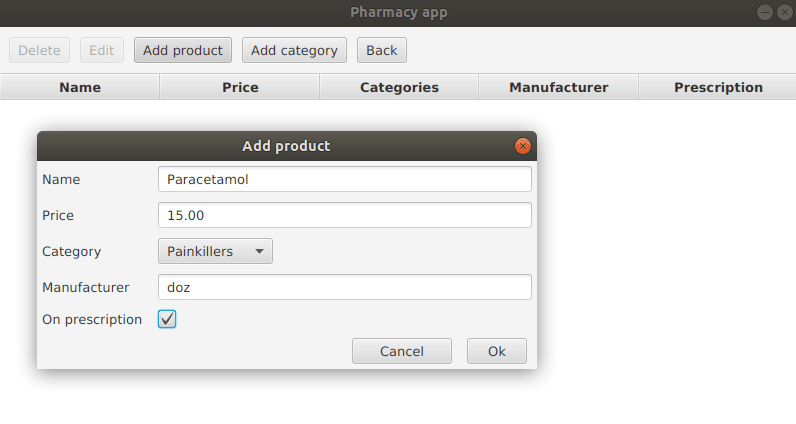 Pharmacy app
Delete Edit Add product Add category Back
Name Price Categories Manufacturer Prescription
Add product
Name Paracetamol
Price 15.00
Category Painkillers
Manufacturer doz
On prescription
Cancel Ok